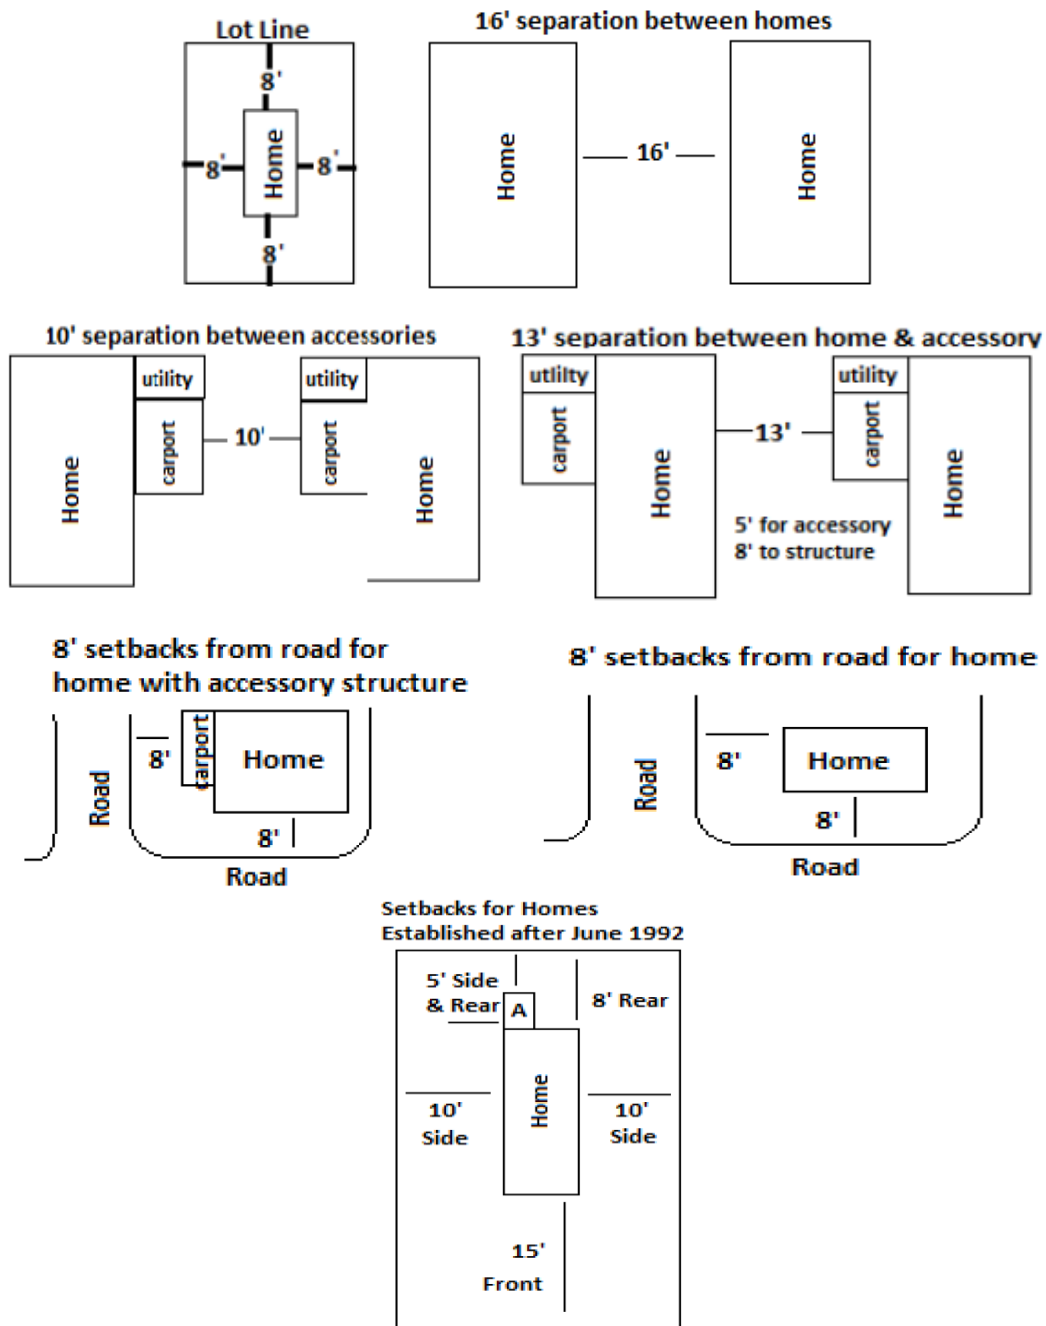 Lot Line
8'
8'
Home
8'
8'
16' separation between homes
Home
16'
Home
10' separation between accessories
Home
utility
carport
10'
utility
carport
Home
13' separation between home & accessory
utlilty
carport
Home
13'
utility
carport
Home
5' for accessory
8' to structure
8' setbacks from road for
home with accessory structure
Road
8'
carport
Home
8'
Road
8' setbacks from road for home
Road
8'
Home
8'
Road
Setbacks for Homes
Established after June 1992
5' Side
& Rear
A
8' Rear
10'
Side
Home
10'
Side
15'
Front